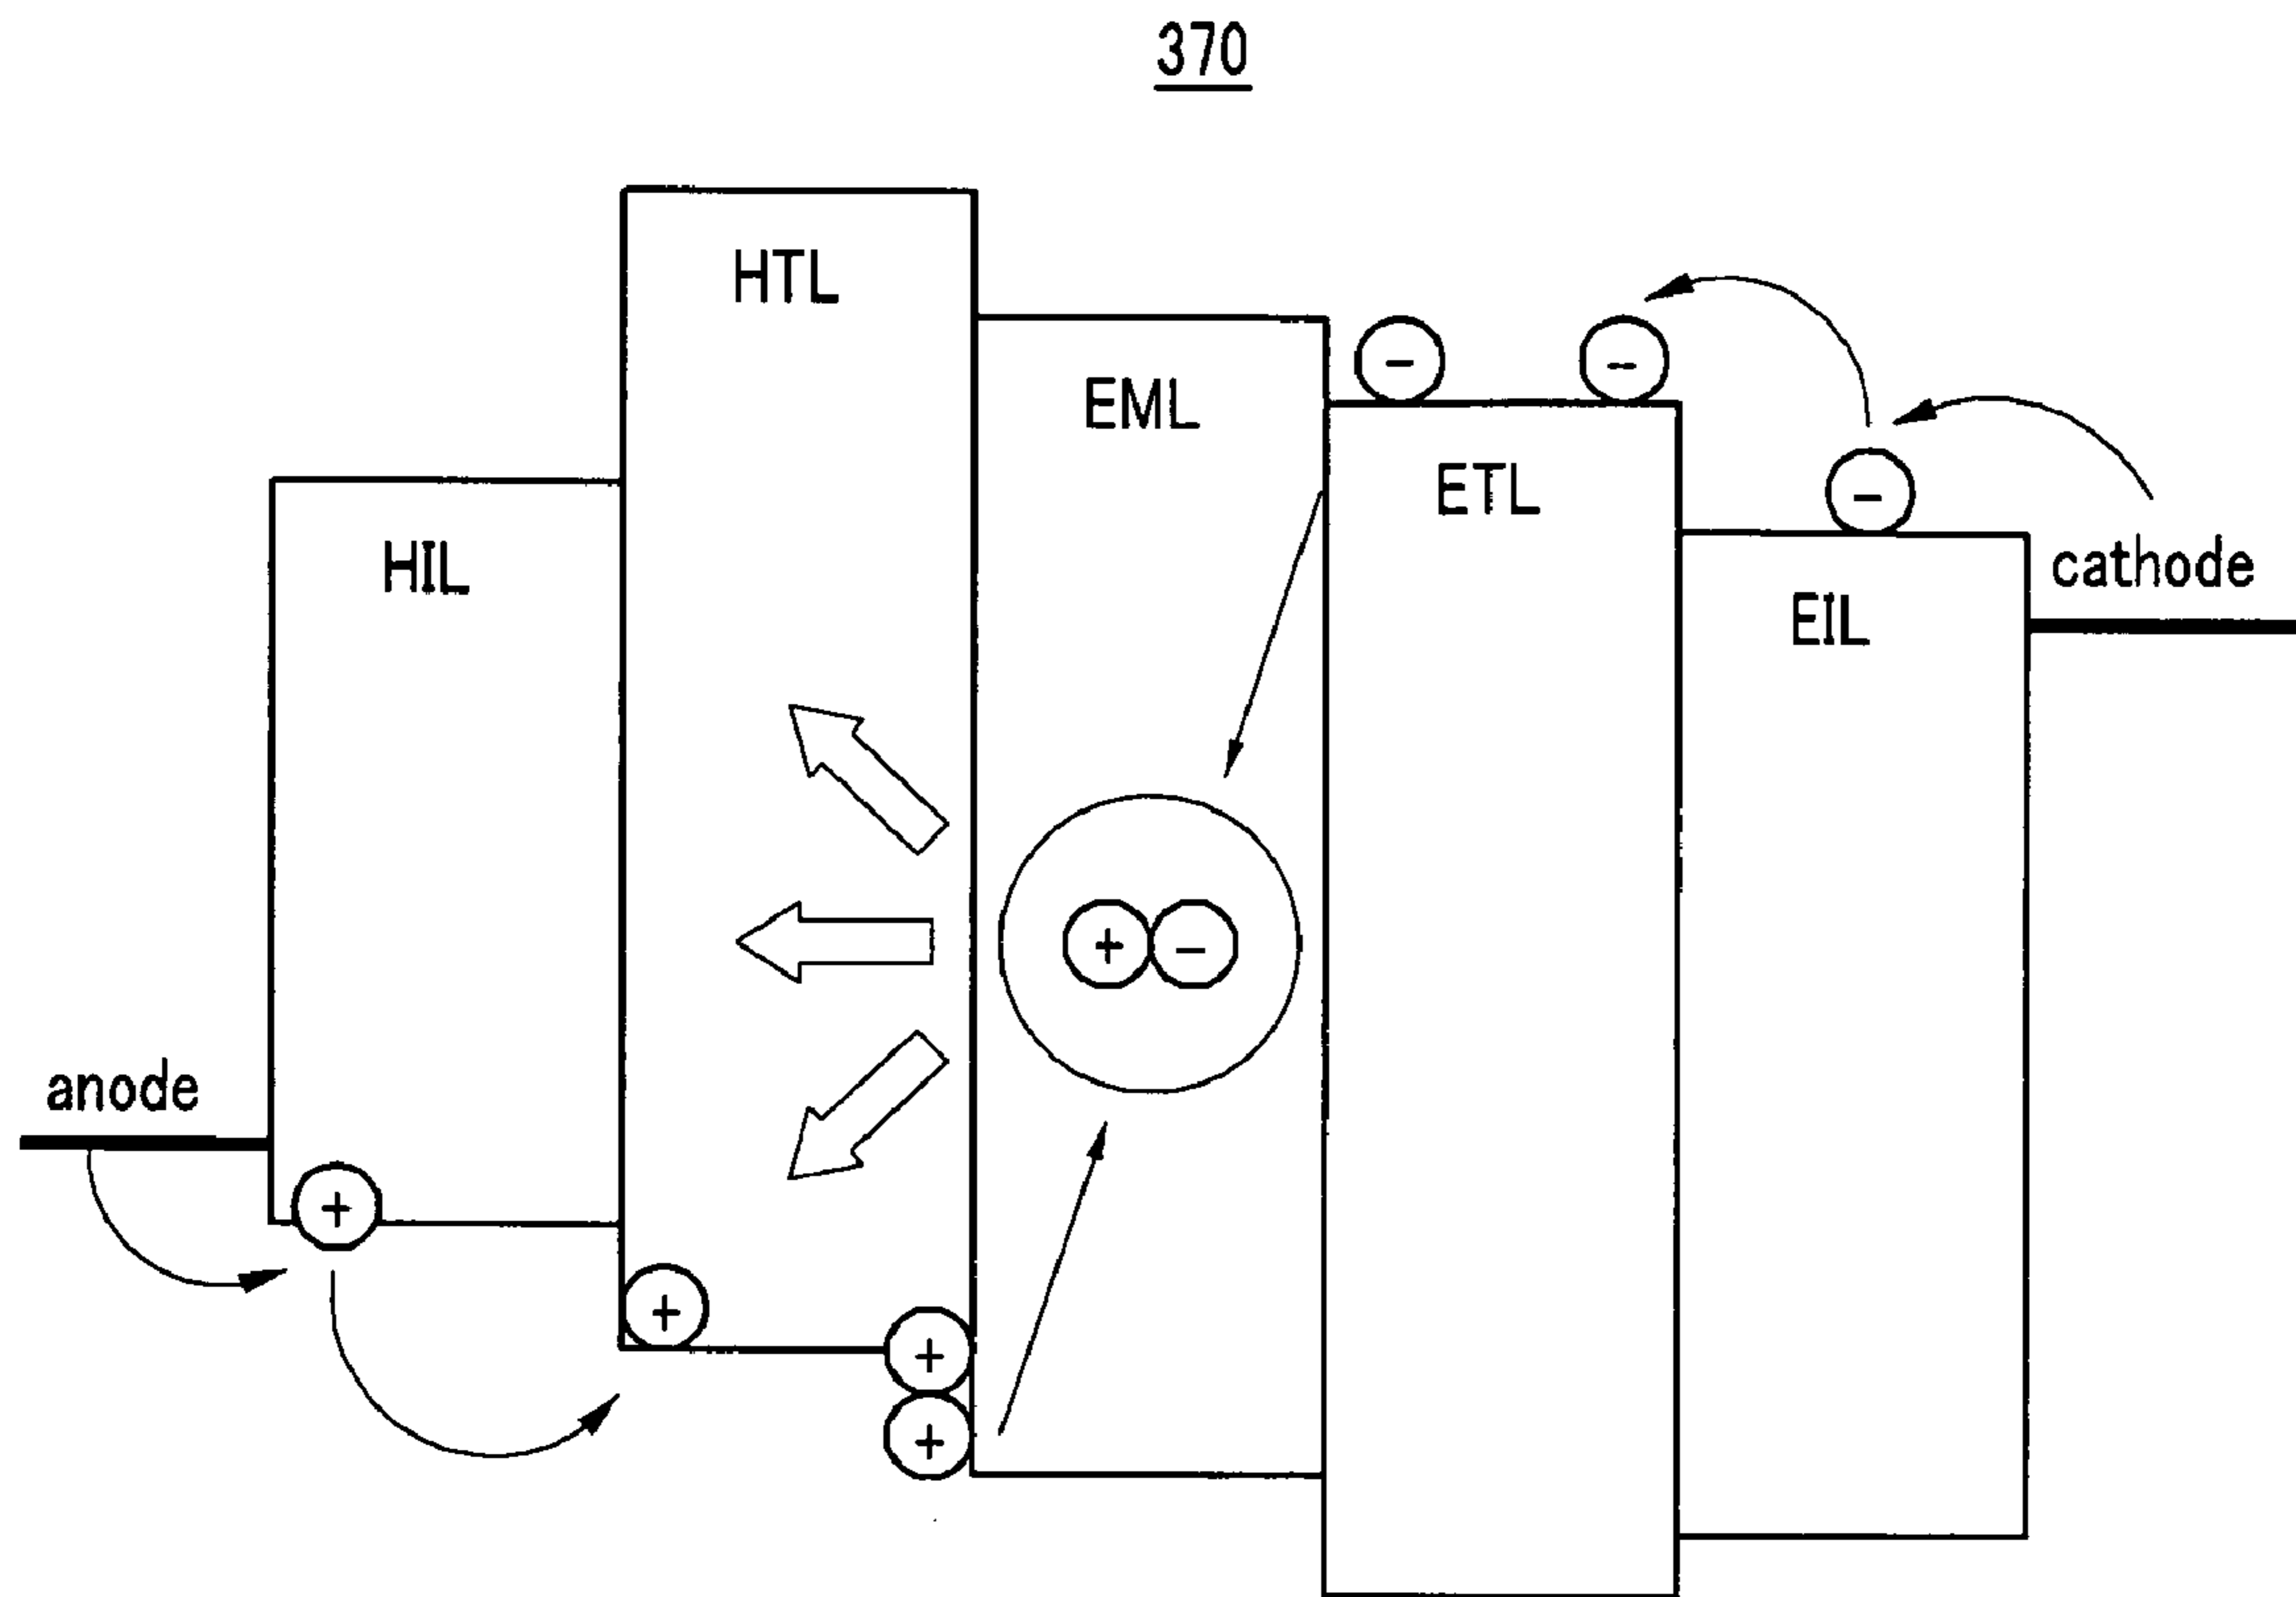 370
HTL
EML
ETL
HIL
EIL
cathode
anode
-
-
-
+
-
+
+
+
+